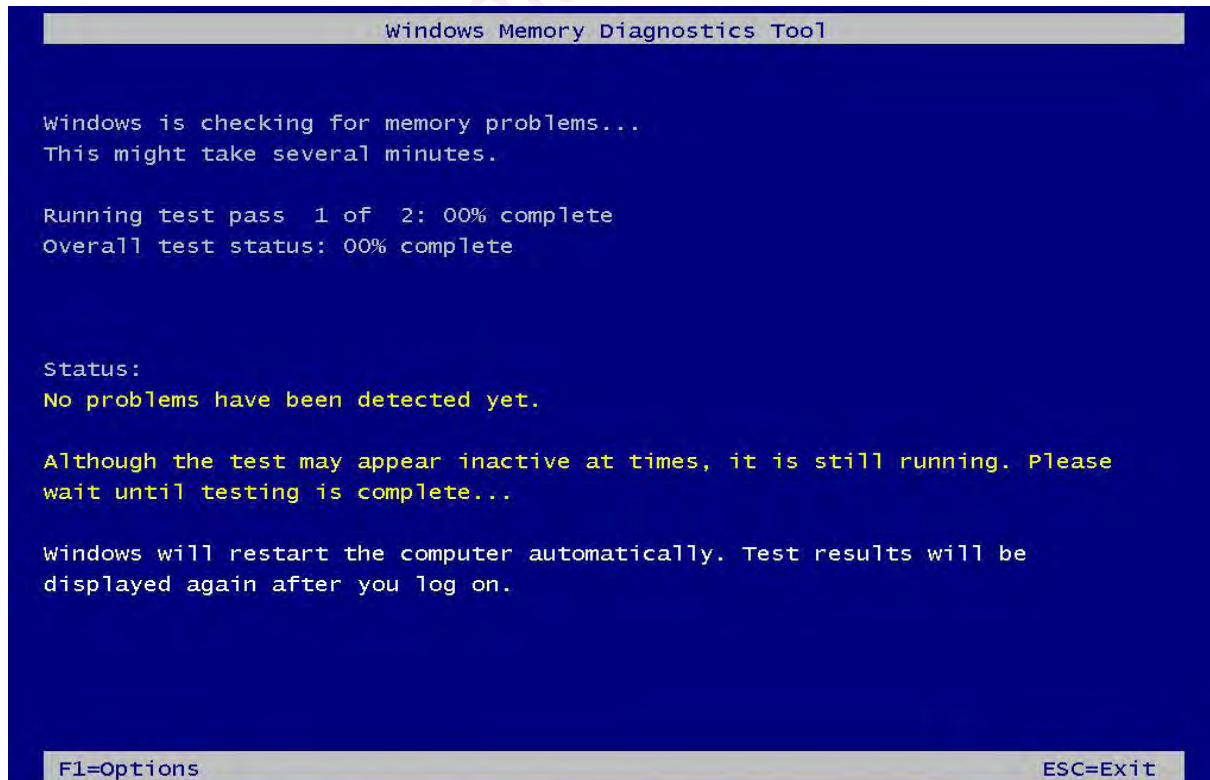 Windows Memory Diagnostics Tool
Windows is checking for memory problems...
This might take several minutes.
Running test pass  1 of  2: 00% complete
Overall test status: 00% complete
Status:
No problems have been detected yet.
Although the test may appear inactive at times, it is still running. Please
wait until testing is complete...
Windows will restart the computer automatically. Test results will be
displayed again after you log on.
F1=Options ESC=Exit